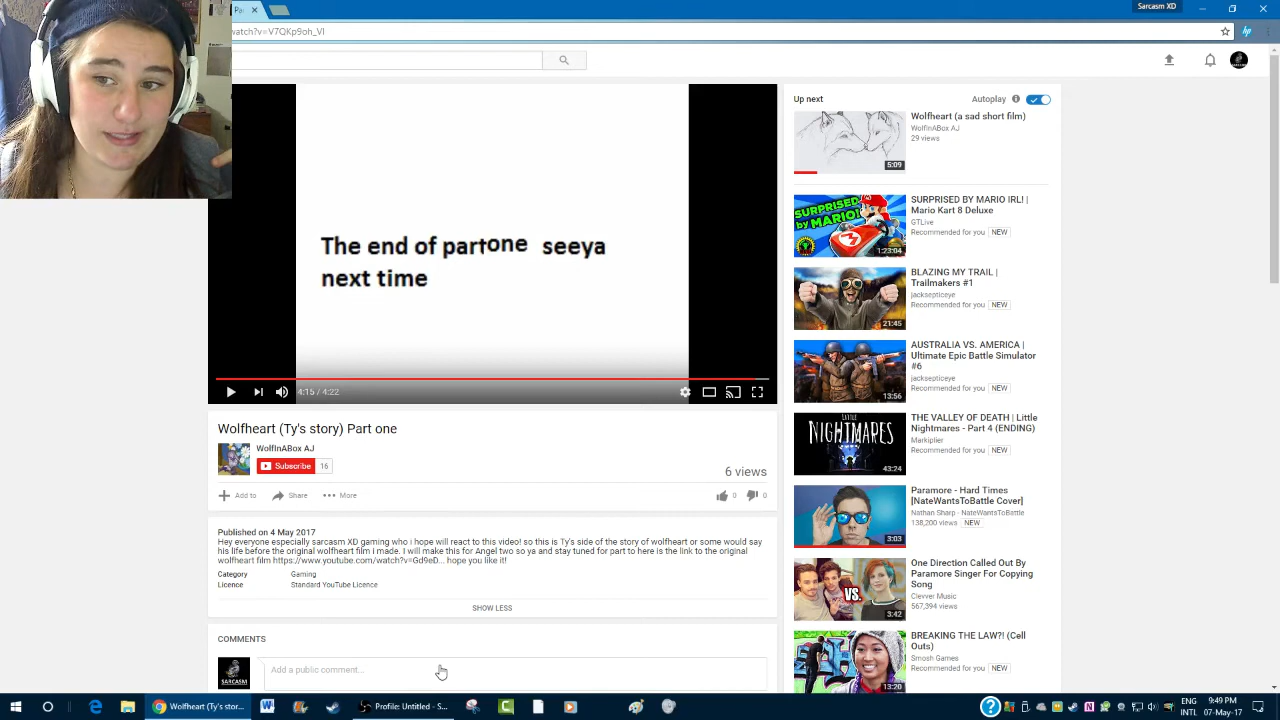 Pa
Sarcasm XD
watch?v=V7QKp9oh_VI
Up next
Autoplay
Wolfheart (a sad short film)
WolfInABox AJ
29 views
5:09
SURPRISED BY MARIO IRL! |
Mario Kart 8 Deluxe
GTLive
Recommended for you NEW
SURPRISED
by MARIO!
1:23:04
BLAZING MY TRAIL |
Trailmakers #1
jacksepticeye
Recommended for you NEW
21:45
AUSTRALIA VS. AMERICA |
Ultimate Epic Battle Simulator
#6
jacksepticeye
Recommended for you NEW
13:56
THE VALLEY OF DEATH | Little
Nightmares - Part 4 (ENDING)
Markiplier
Recommended for you NEW
LITTLE
NIGHTMARES
43:24
Paramore - Hard Times
[NateWantsToBattle Cover]
Nathan Sharp - NateWantsToBattle
138,200 views NEW
3:03
One Direction Called Out By
Paramore Singer For Copying
Song
Clevver Music
567,394 views
VS.
3:42
BREAKING THE LAW?! (Cell
Outs)
Smosh Games
Recommended for you NEW
13:20
The end of partone seeya
next time
4:15 / 4:22
Wolfheart (Ty's story) Part one
WolfInABox AJ
Subscribe 16
6 views
Add to Share More 0 0
Published on 4 May 2017
Hey everyone especially sarcasm XD gaming who i hope will react to this video! so this is Ty's side of the story of wolfheart or some would say
his life before the original wolfheart film i made. I will make this for Angel two so ya and stay tuned for part to here is the link to the original
wolfheart film https://www.youtube.com/watch?v=Gd9eD... hope you like it!
Category Gaming
Licence Standard YouTube Licence
SHOW LESS
COMMENTS
SARCASM
Add a public comment...
Wolfheart (Ty's sto...
Profile: Untitled - S...
INTL
9:49 PM
07-May-17